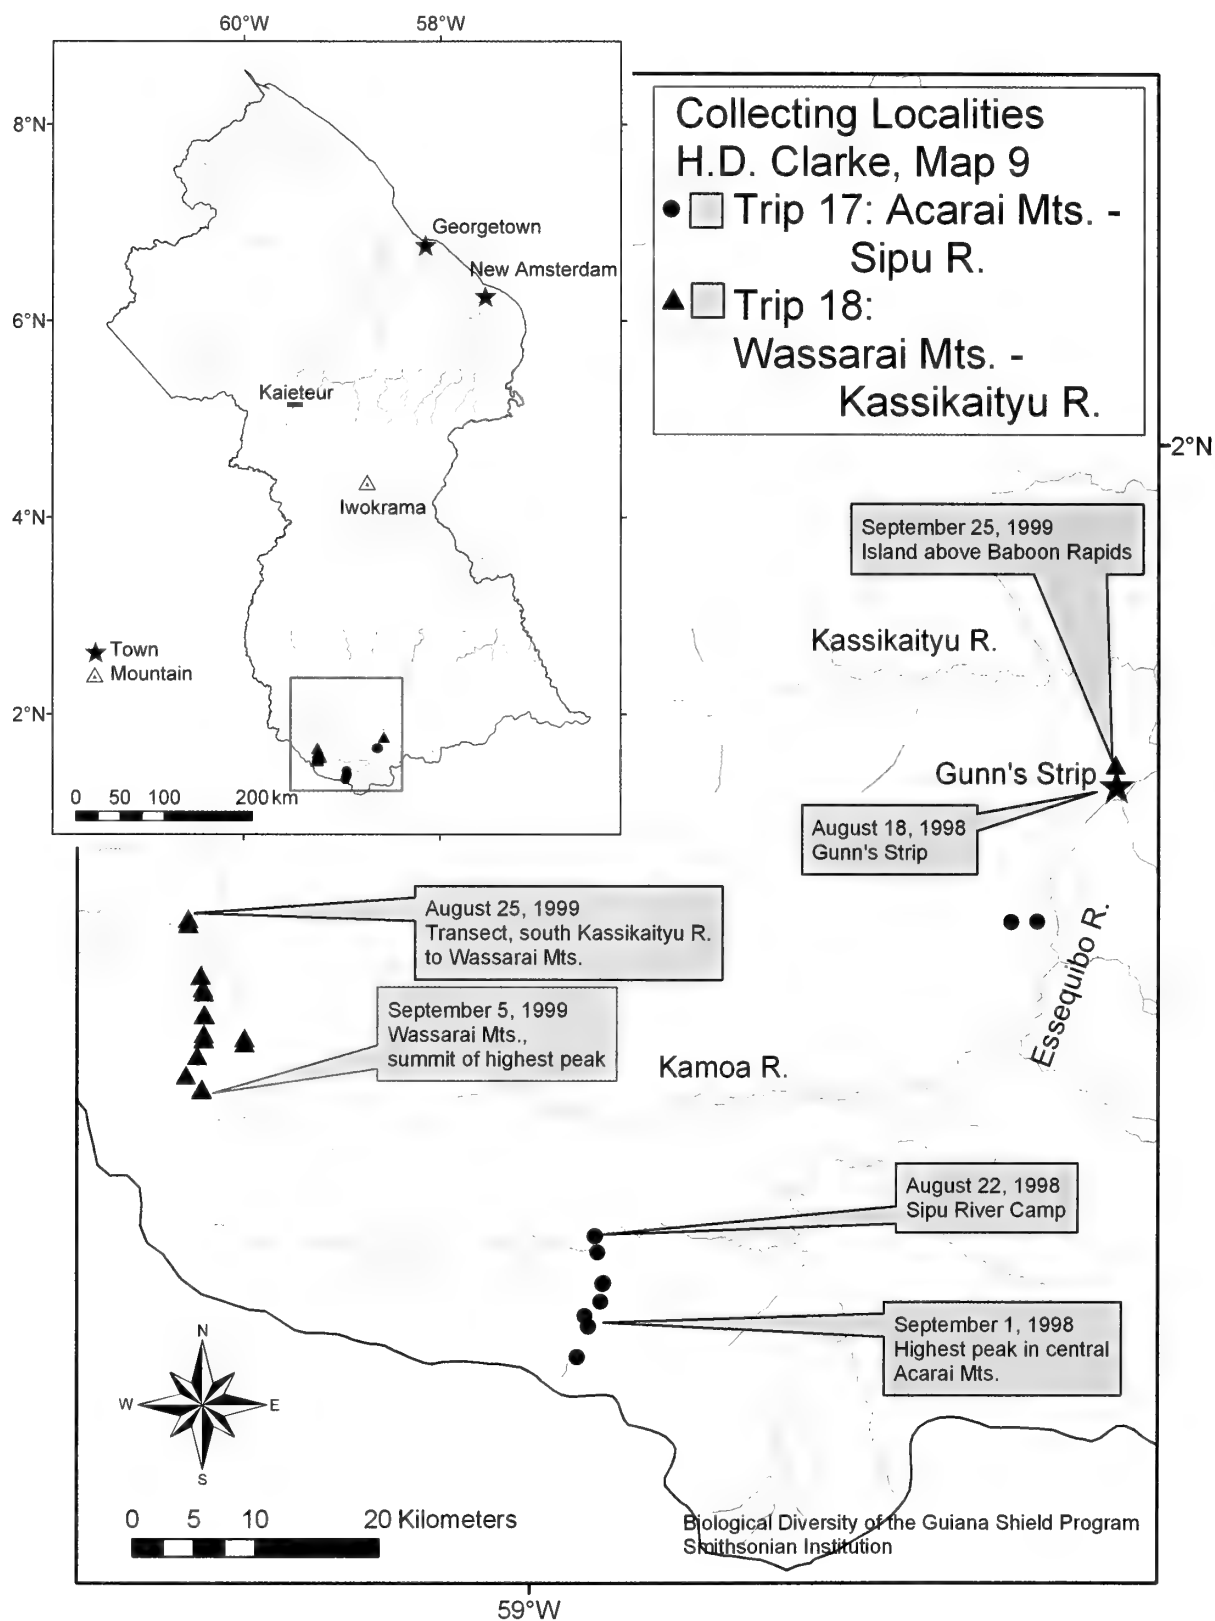 60°W
58°W
8°N
6°N
4°N
2°N
Georgetown
New Amsterdam
Kaieteur
Iwokrama
Town
Mountain
0 50 100 200 km
Collecting Localities
H.D. Clarke, Map 9
Trip 17: Acarai Mts. -
Sipu R.
Trip 18:
Wassarai Mts. -
Kassikaityu R.
2°N
September 25, 1999
Island above Baboon Rapids
Kassikaityu R.
Gunn's Strip
August 18, 1998
Gunn's Strip
August 25, 1999
Transect, south Kassikaityu R.
to Wassarai Mts.
September 5, 1999
Wassarai Mts.,
summit of highest peak
Essequibo R.
Kamoa R.
August 22, 1998
Sipu River Camp
September 1, 1998
Highest peak in central
Acarai Mts.
N
W E
S
0 5 10 20 Kilometers
Biological Diversity of the Guiana Shield Program
Smithsonian Institution
59°W